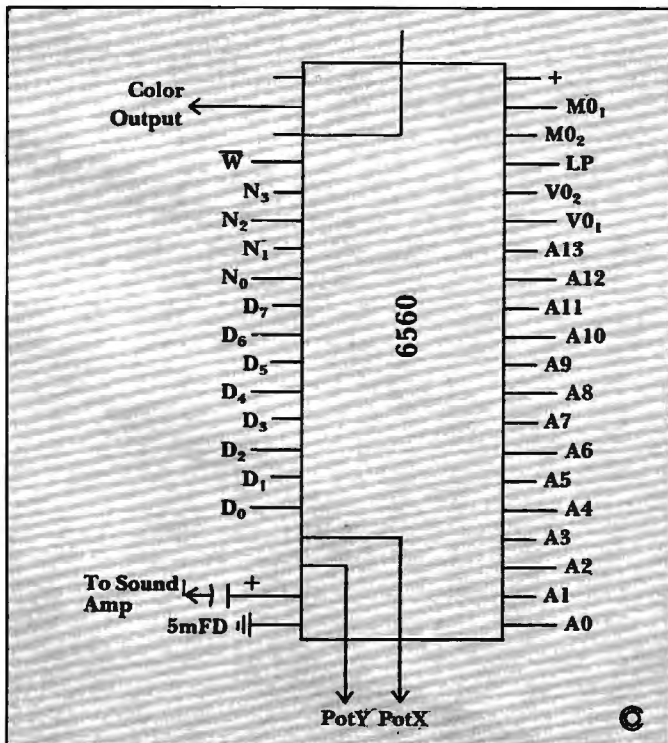 Color
Output
W
N₃
N₂
N₁
N₀
D₇
D₆
D₅
D₄
D₃
D₂
D₁
D₀
To Sound
Amp
+
5mFD
6560
+
M0₁
M0₂
LP
V0₂
V0₁
A13
A12
A11
A10
A9
A8
A7
A6
A5
A4
A3
A2
A1
A0
PotY PotX